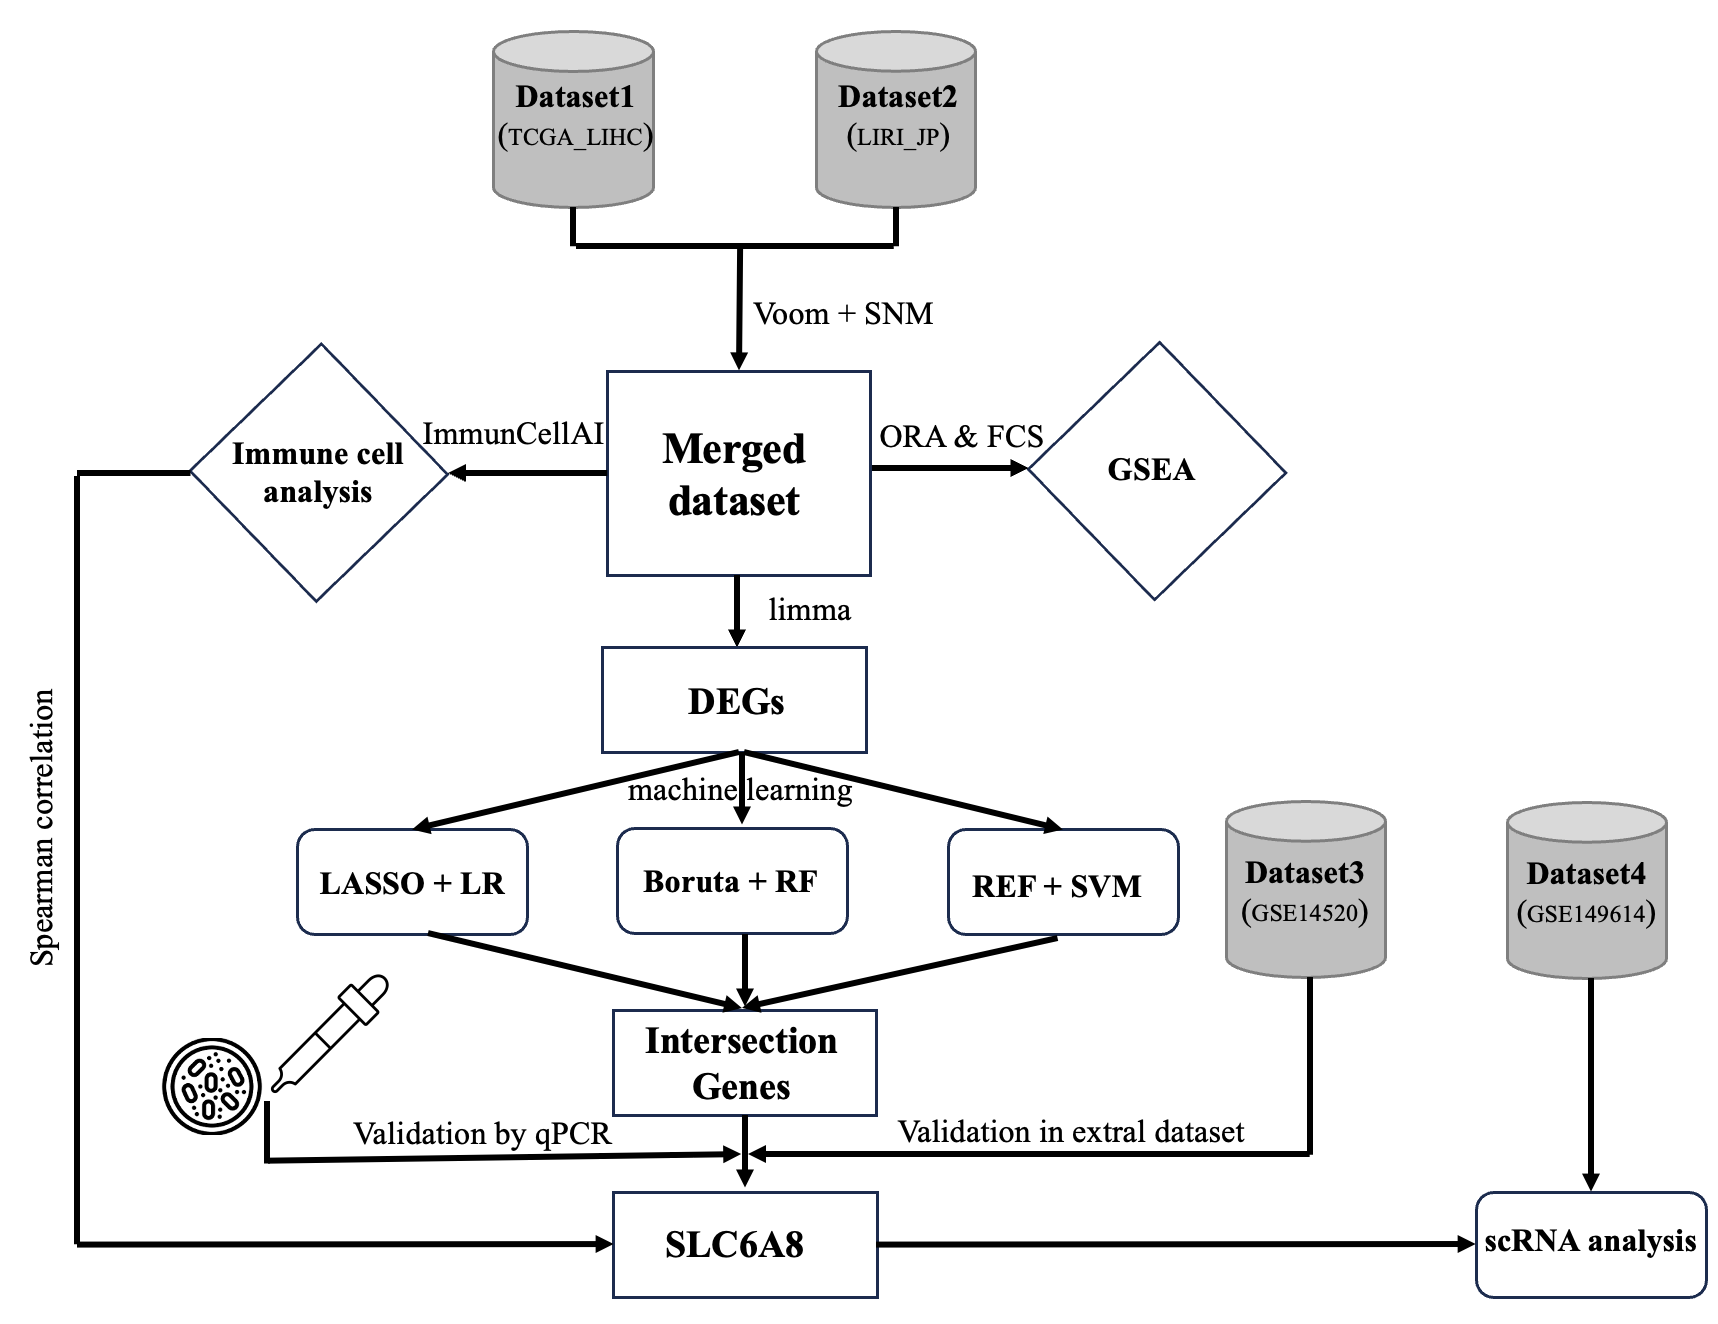 Dataset1
(TCGA_LIHC)
Dataset2
(LIRI_JP)
Voom + SNM
Immune cell
analysis
ImmunCellAI
Merged
dataset
ORA & FCS
GSEA
limma
DEGs
machine learning
Spearman correlation
LASSO + LR
Boruta + RF
REF + SVM
Dataset3
(GSE14520)
Dataset4
(GSE149614)
Intersection
Genes
Validation by qPCR
Validation in extral dataset
SLC6A8
scRNA analysis